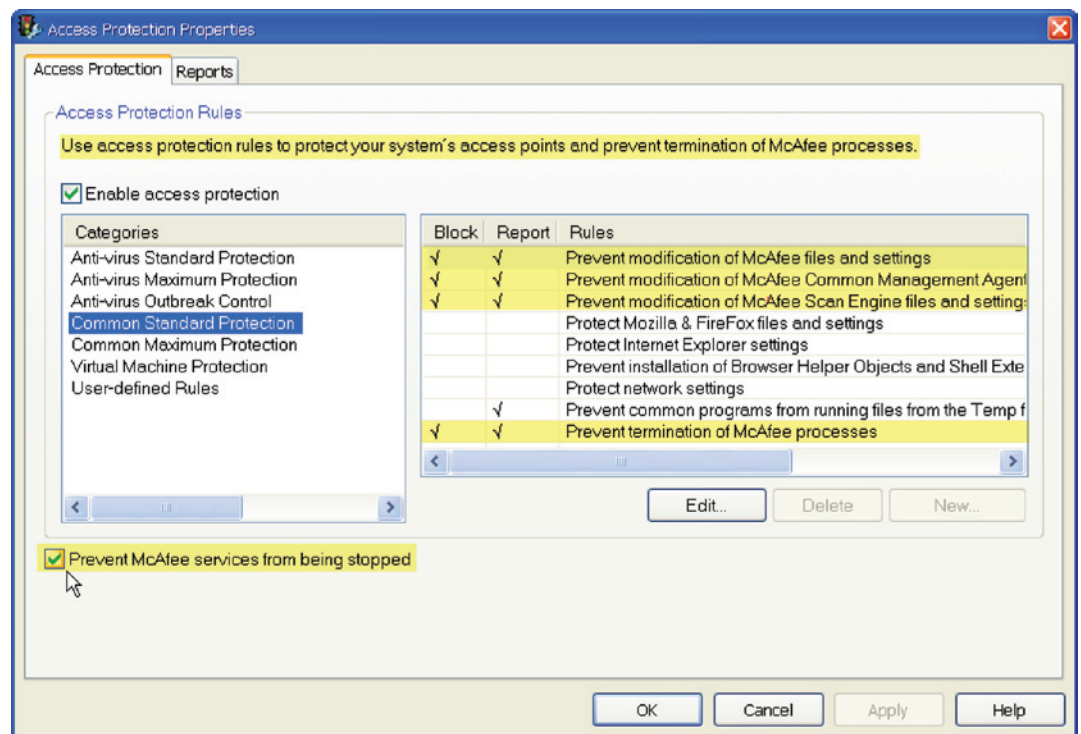 Access Protection Properties
Access Protection Reports
Access Protection Rules
Use access protection rules to protect your system's access points and prevent termination of McAfee processes.
Enable access protection
Categories
Anti-virus Standard Protection
Anti-virus Maximum Protection
Anti-virus Outbreak Control
Common Standard Protection
Common Maximum Protection
Virtual Machine Protection
User-defined Rules
Block Report Rules
√ √ Prevent modification of McAfee files and settings
√ √ Prevent modification of McAfee Common Management Agent
√ √ Prevent modification of McAfee Scan Engine files and setting
Protect Mozilla & FireFox files and settings
Protect Internet Explorer settings
Prevent installation of Browser Helper Objects and Shell Exte
Protect network settings
√ Prevent common programs from running files from the Temp f
√ √ Prevent termination of McAfee processes
Edit... Delete New...
Prevent McAfee services from being stopped
OK Cancel Apply Help